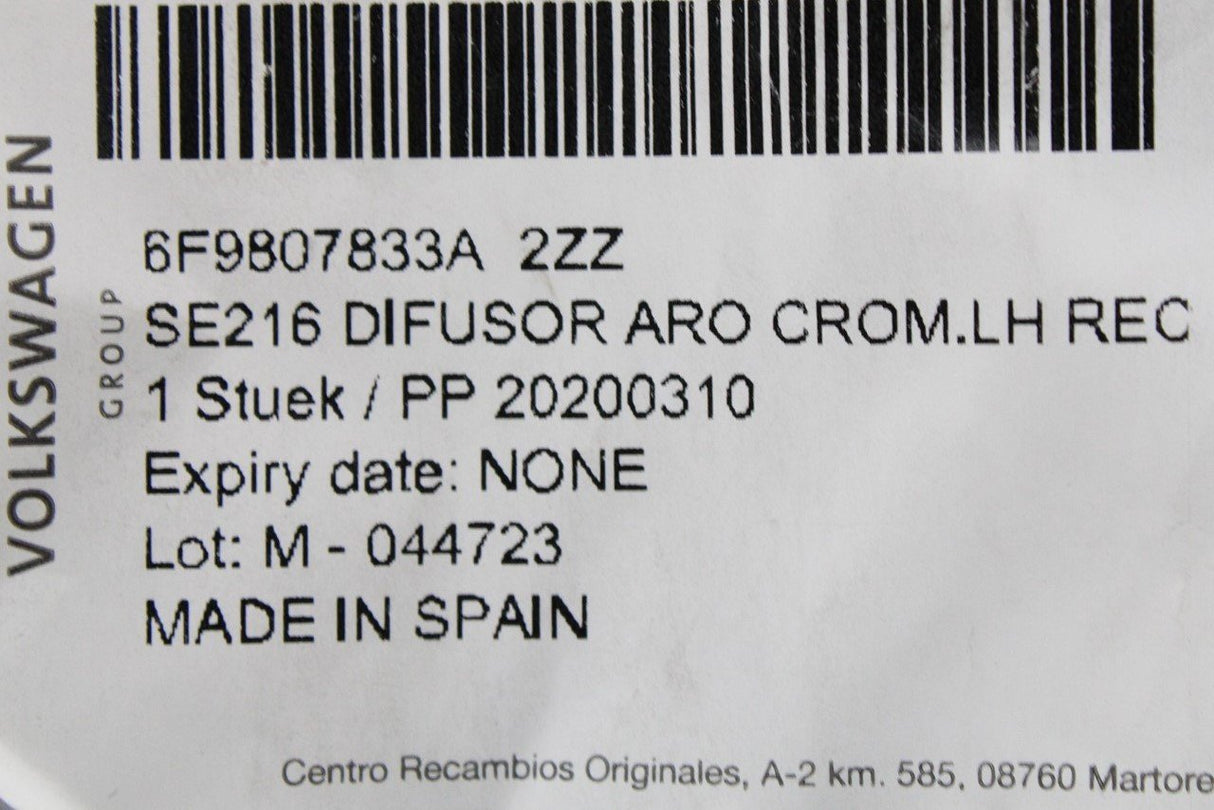 VOLKSWAGEN
GROUP
6F9807833A 2ZZ
SE216 DIFUSOR ARO CROM.LH REC
1 Stuek / PP 20200310
Expiry date: NONE
Lot: M - 044723
MADE IN SPAIN
Centro Recambios Originales, A-2 km. 585, 08760 Martore